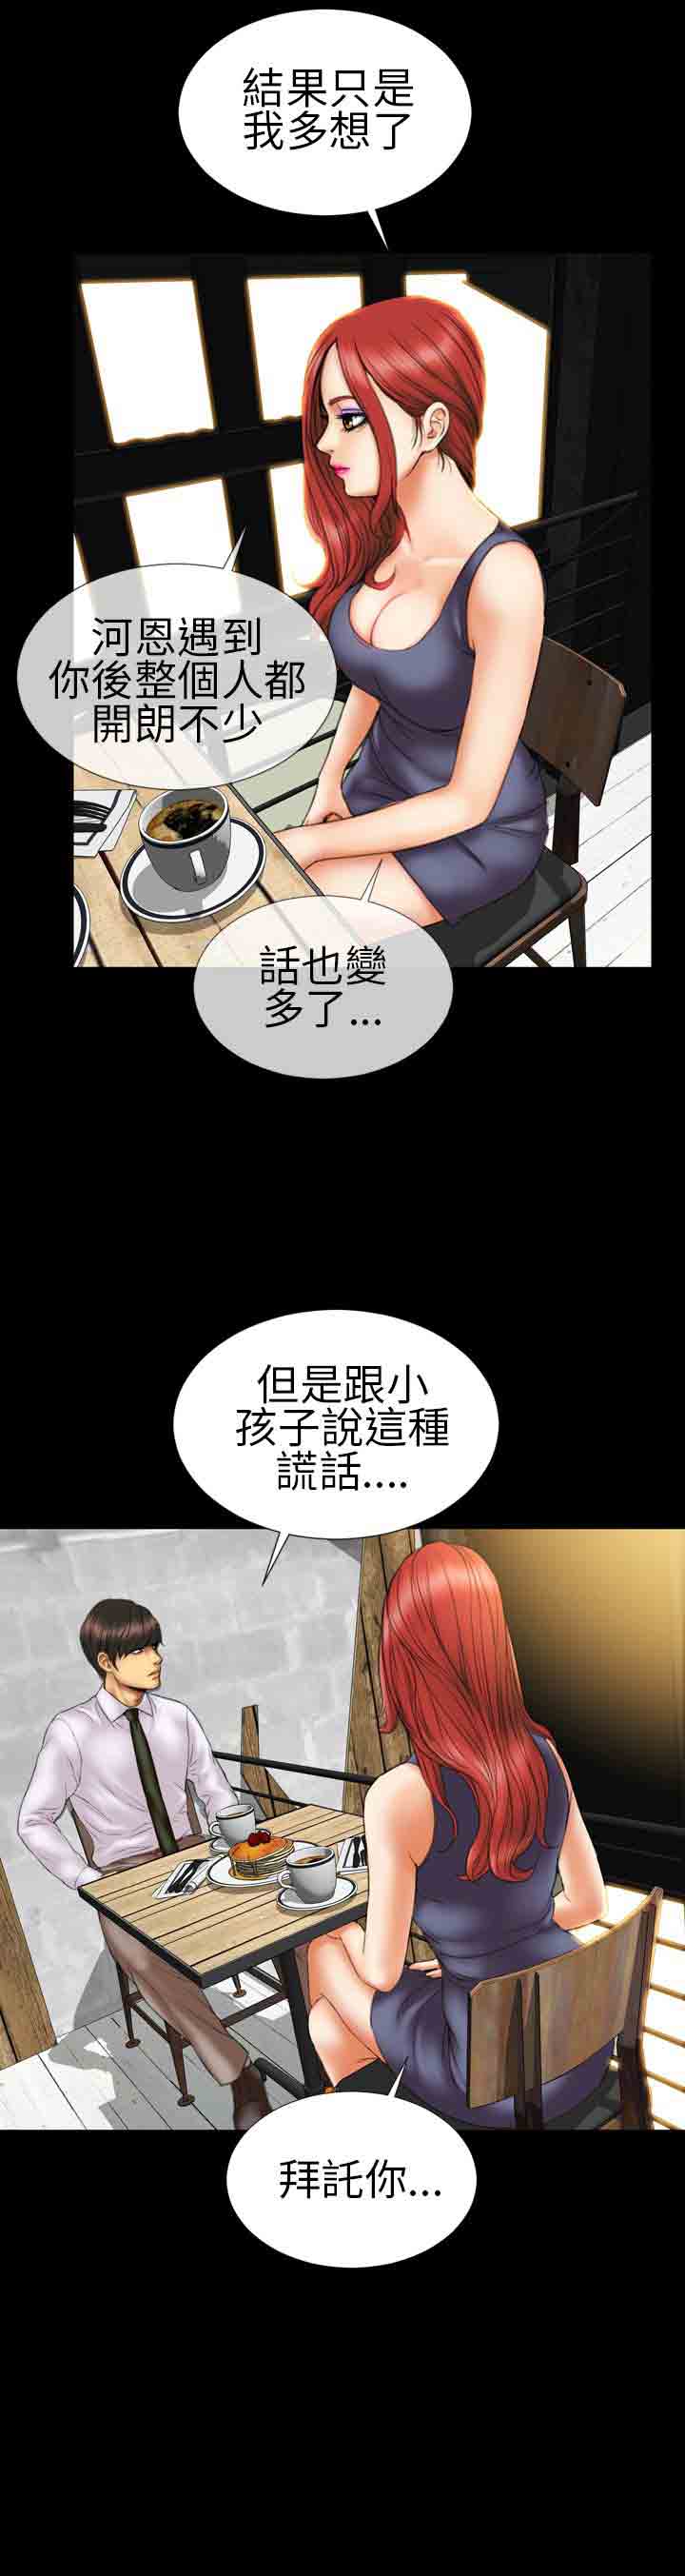 結果只是
我多想了
河恩遇到
你後整個人都
開朗不少
話也變
多了...
但是跟小
孩子說這種
謊話....
拜託你...